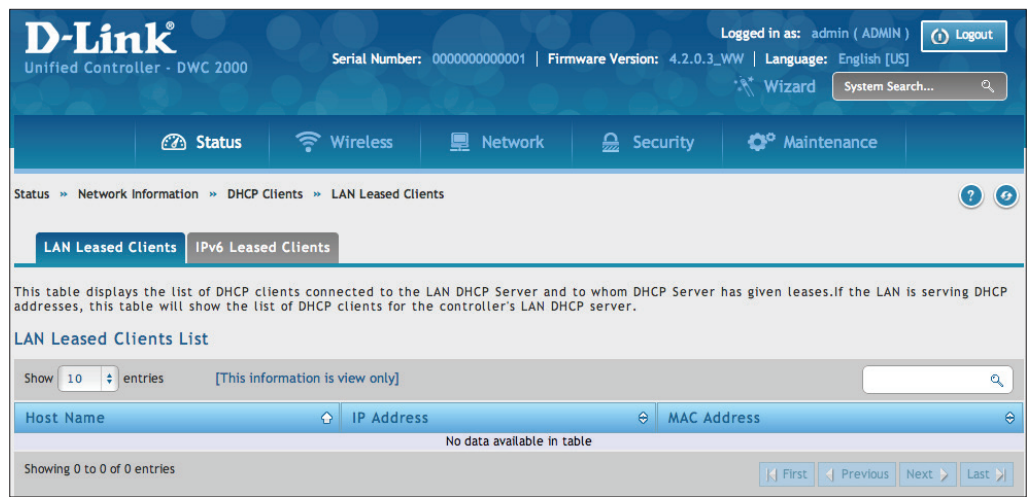 D-Link®
Unified Controller - DWC 2000
Logged in as: admin ( ADMIN ) Logout
Serial Number: 0000000000001 | Firmware Version: 4.2.0.3_WW | Language: English [US]
Wizard System Search...
Status Wireless Network Security Maintenance
Status » Network Information » DHCP Clients » LAN Leased Clients
? 
LAN Leased Clients IPv6 Leased Clients
This table displays the list of DHCP clients connected to the LAN DHCP Server and to whom DHCP Server has given leases.If the LAN is serving DHCP
addresses, this table will show the list of DHCP clients for the controller's LAN DHCP server.
LAN Leased Clients List
Show 10 entries [This information is view only]
Host Name IP Address MAC Address
No data available in table
Showing 0 to 0 of 0 entries First Previous Next Last